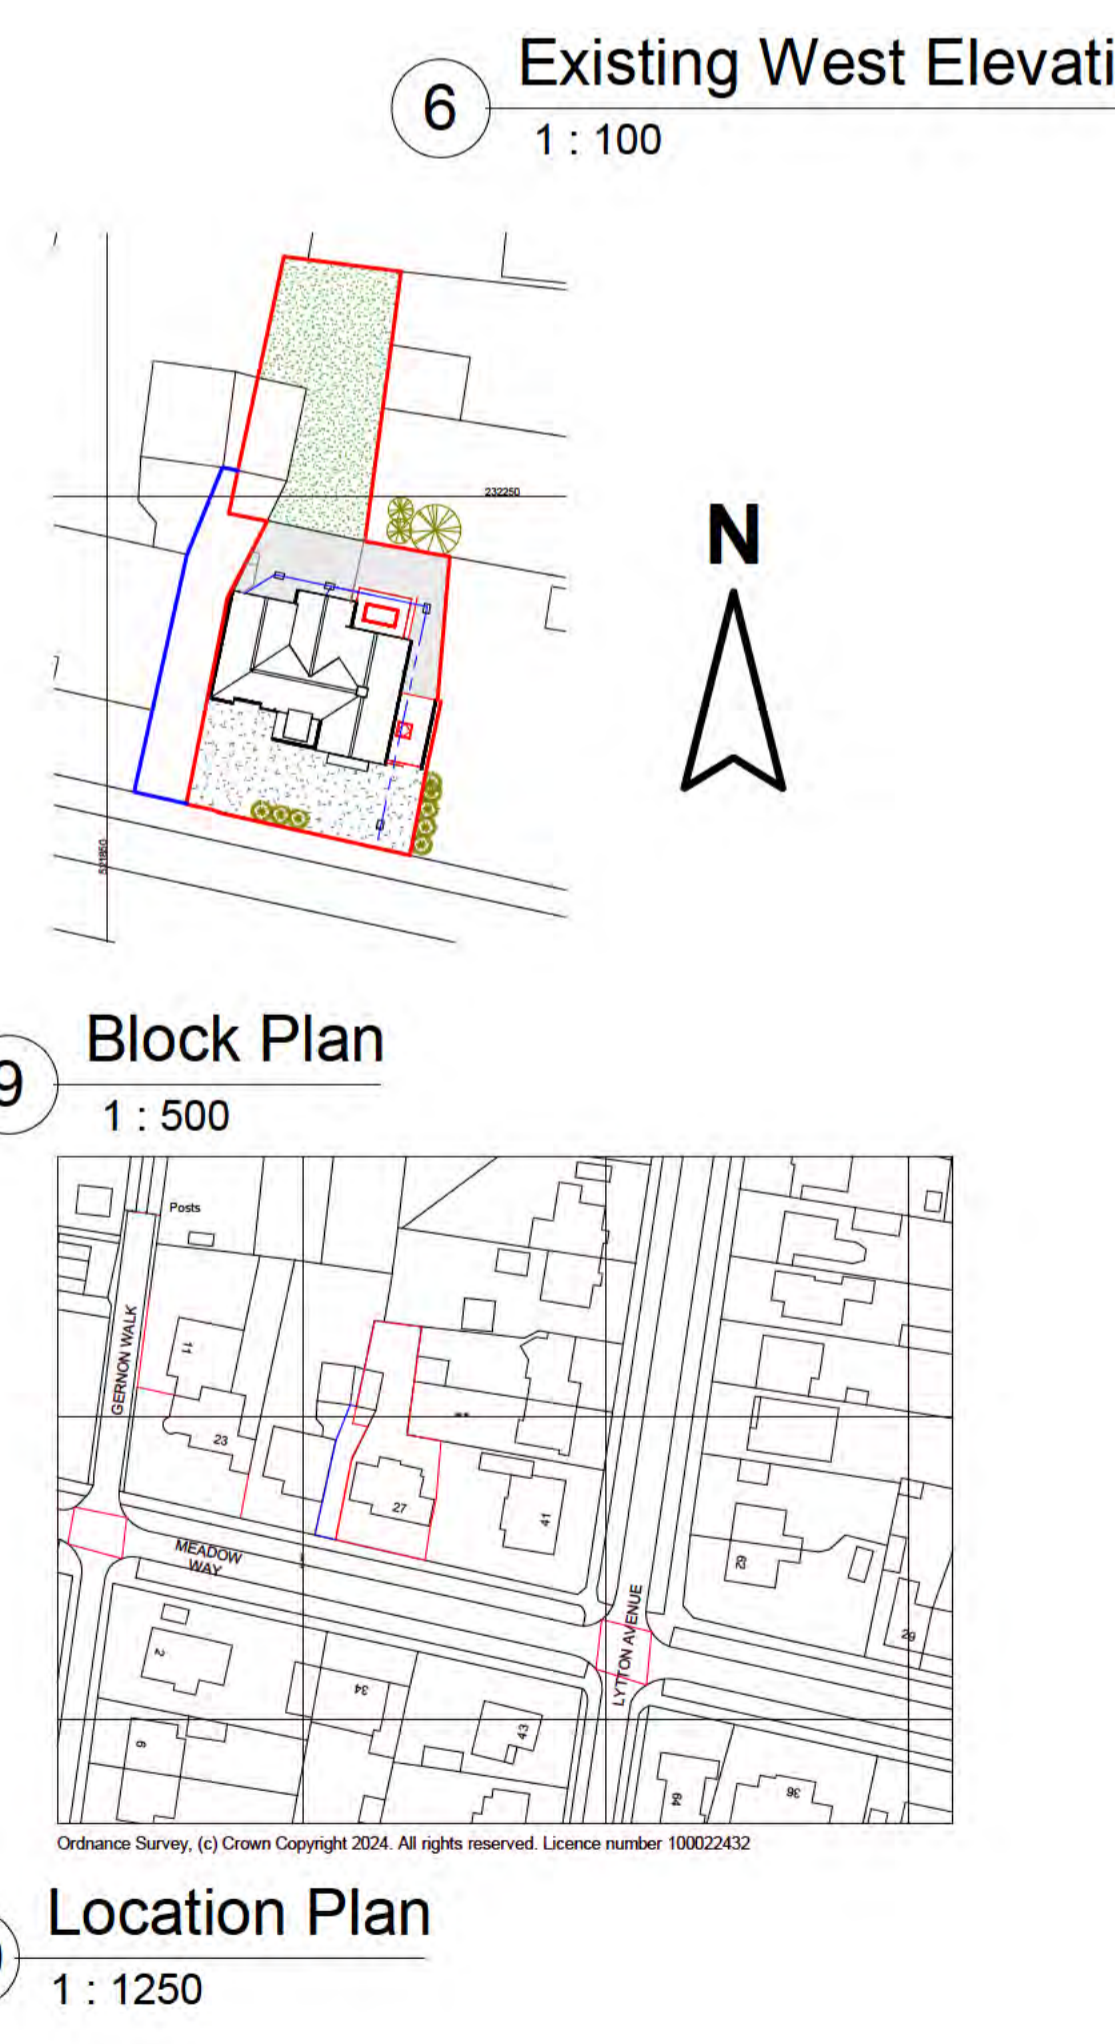 6
Existing West Elevati
1 : 100
232250
N
521850
9
Block Plan
1 : 500
Posts
GERNON WALK
11
23
27
41
MEADOW
WAY
62
29
LYTTON AVENUE
2
34
43
6
64
36
Ordnance Survey, (c) Crown Copyright 2024. All rights reserved. Licence number 100022432
Location Plan
1 : 1250